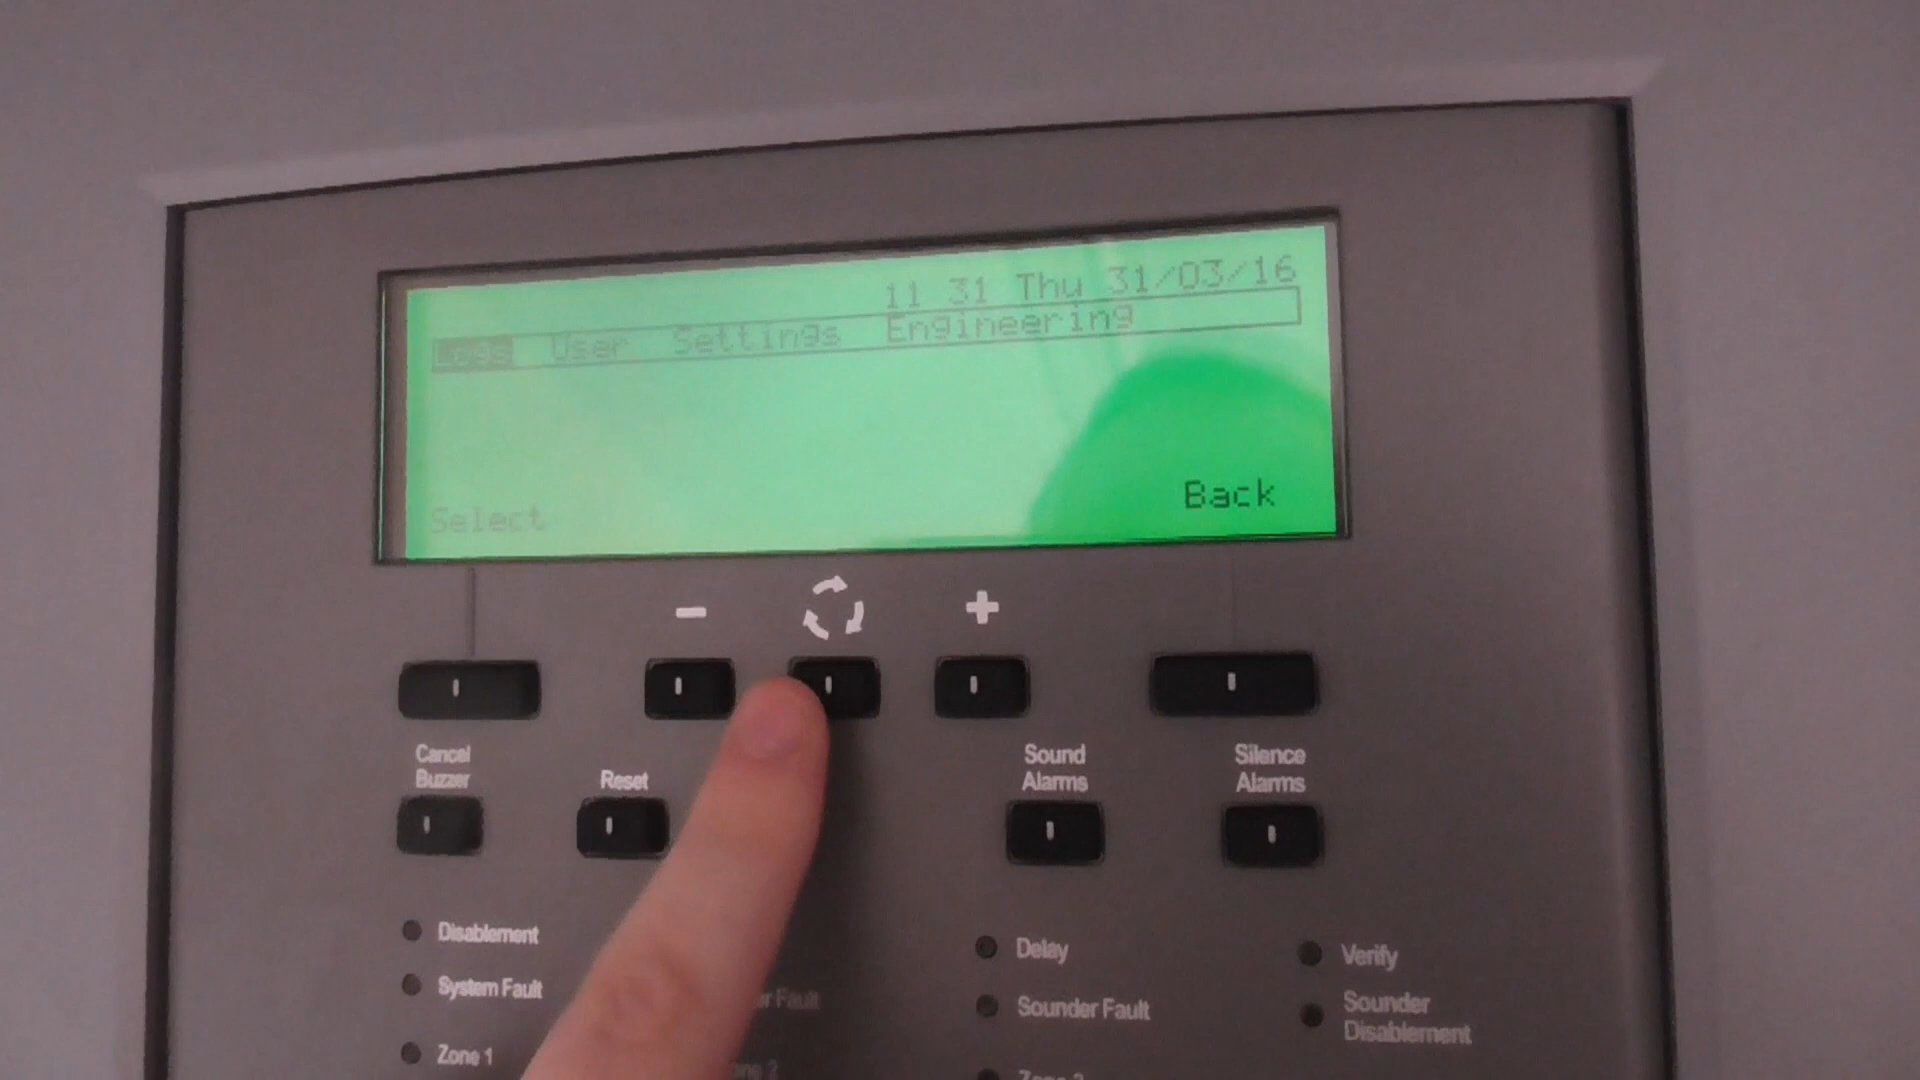 11 31 Thu 31/03/16
Logs User Settings Engineering
Select Back
- +
Cancel Buzzer
Reset
Sound Alarms
Silence Alarms
Disablement
Delay
Verify
System Fault
Fault
Sounder Fault
Sounder Disablement
Zone 1